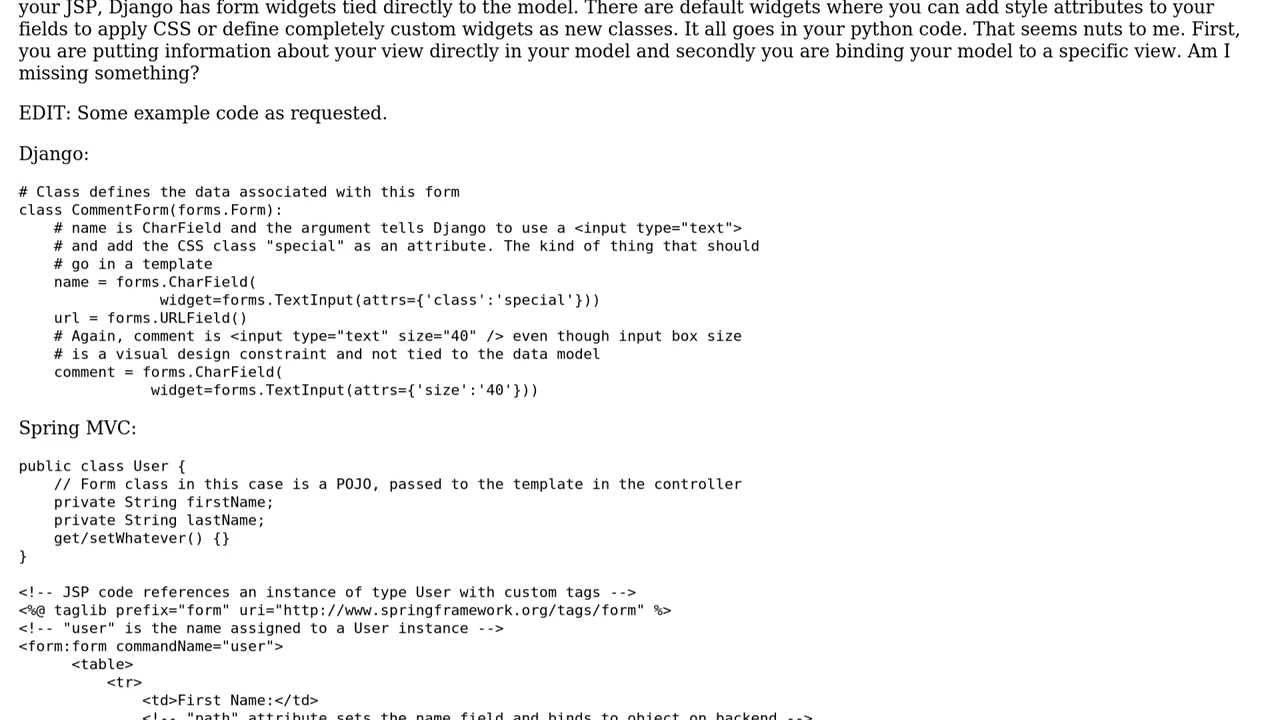 your JSP, Django has form widgets tied directly to the model. There are default widgets where you can add style attributes to your
fields to apply CSS or define completely custom widgets as new classes. It all goes in your python code. That seems nuts to me. First,
you are putting information about your view directly in your model and secondly you are binding your model to a specific view. Am I
missing something?
EDIT: Some example code as requested.
Django:
# Class defines the data associated with this form
class CommentForm(forms.Form):
    # name is CharField and the argument tells Django to use a <input type="text">
    # and add the CSS class "special" as an attribute. The kind of thing that should
    # go in a template
    name = forms.CharField(
                widget=forms.TextInput(attrs={'class':'special'}))
    url = forms.URLField()
    # Again, comment is <input type="text" size="40" /> even though input box size
    # is a visual design constraint and not tied to the data model
    comment = forms.CharField(
               widget=forms.TextInput(attrs={'size':'40'}))
Spring MVC:
public class User {
    // Form class in this case is a POJO, passed to the template in the controller
    private String firstName;
    private String lastName;
    get/setWhatever() {}
}
<!-- JSP code references an instance of type User with custom tags -->
<%@ taglib prefix="form" uri="http://www.springframework.org/tags/form" %>
<!-- "user" is the name assigned to a User instance -->
<form:form commandName="user">
      <table>
          <tr>
              <td>First Name:</td>
              <!-- "path" attribute sets the name field and binds to object on backend -->